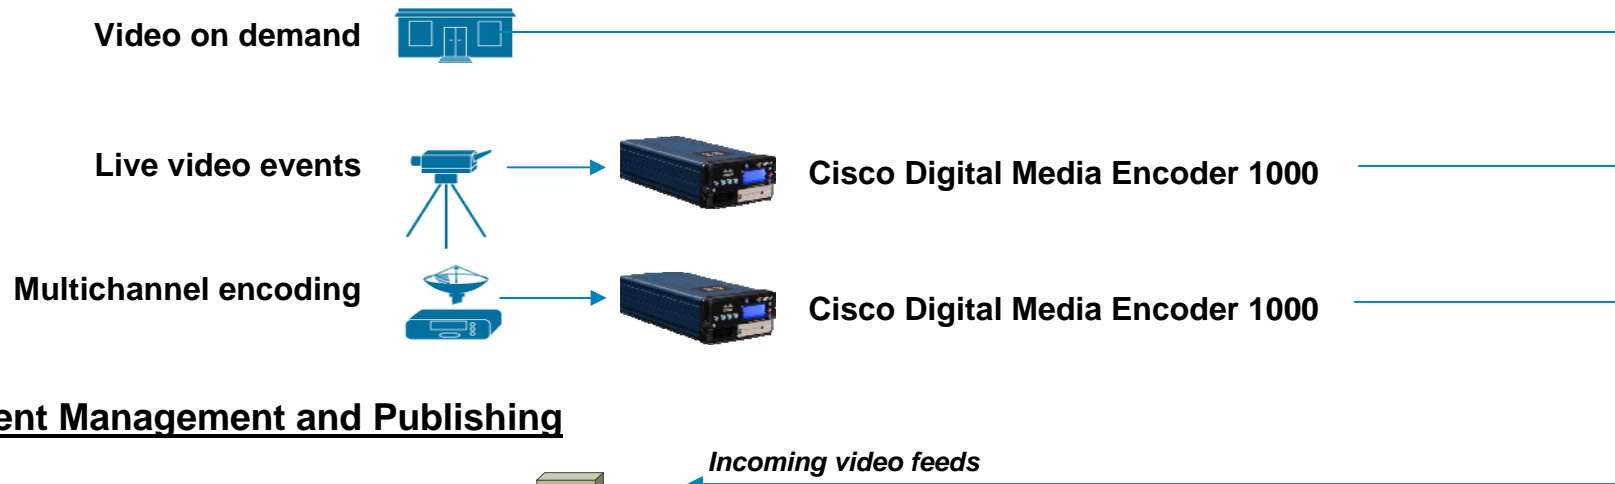 Video on demand
Live video events
Cisco Digital Media Encoder 1000
Multichannel encoding
Cisco Digital Media Encoder 1000
ent Management and Publishing
Incoming video feeds